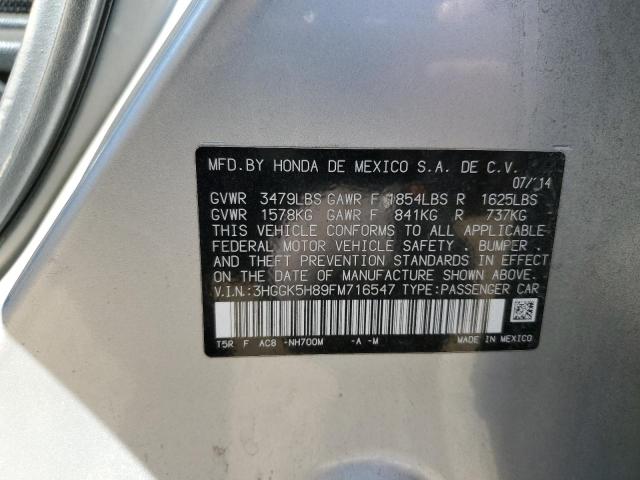 MFD.BY HONDA DE MEXICO S.A. DE C.V.
07/'14
GVWR 3479LBS GAWR F 1854LBS R 1625LBS
GVWR 1578KG GAWR F 841KG R 737KG
THIS VEHICLE CONFORMS TO ALL APPLICABLE
FEDERAL MOTOR VEHICLE SAFETY . BUMPER .
AND THEFT PREVENTION STANDARDS IN EFFECT
ON THE DATE OF MANUFACTURE SHOWN ABOVE.
V.I.N.:3HGGK5H89FM716547 TYPE:PASSENGER CAR
T5R F AC8 -NH700M -A -M MADE IN MEXICO